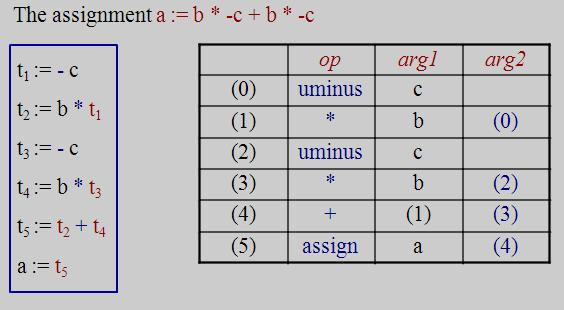 The assignment a := b * -c + b * -c
t1 := - c
t2 := b * t1
t3 := - c
t4 := b * t3
t5 := t2 + t4
a := t5
op arg1 arg2
(0) uminus c
(1) * b (0)
(2) uminus c
(3) * b (2)
(4) + (1) (3)
(5) assign a (4)